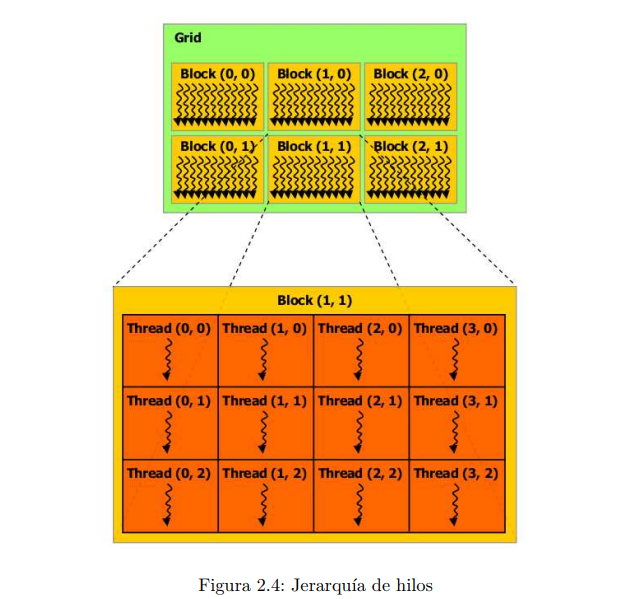 Grid
Block (0, 0) Block (1, 0) Block (2, 0)
Block (0, 1) Block (1, 1) Block (2, 1)
Block (1, 1)
Thread (0, 0) Thread (1, 0) Thread (2, 0) Thread (3, 0)
Thread (0, 1) Thread (1, 1) Thread (2, 1) Thread (3, 1)
Thread (0, 2) Thread (1, 2) Thread (2, 2) Thread (3, 2)
Figura 2.4: Jerarquía de hilos